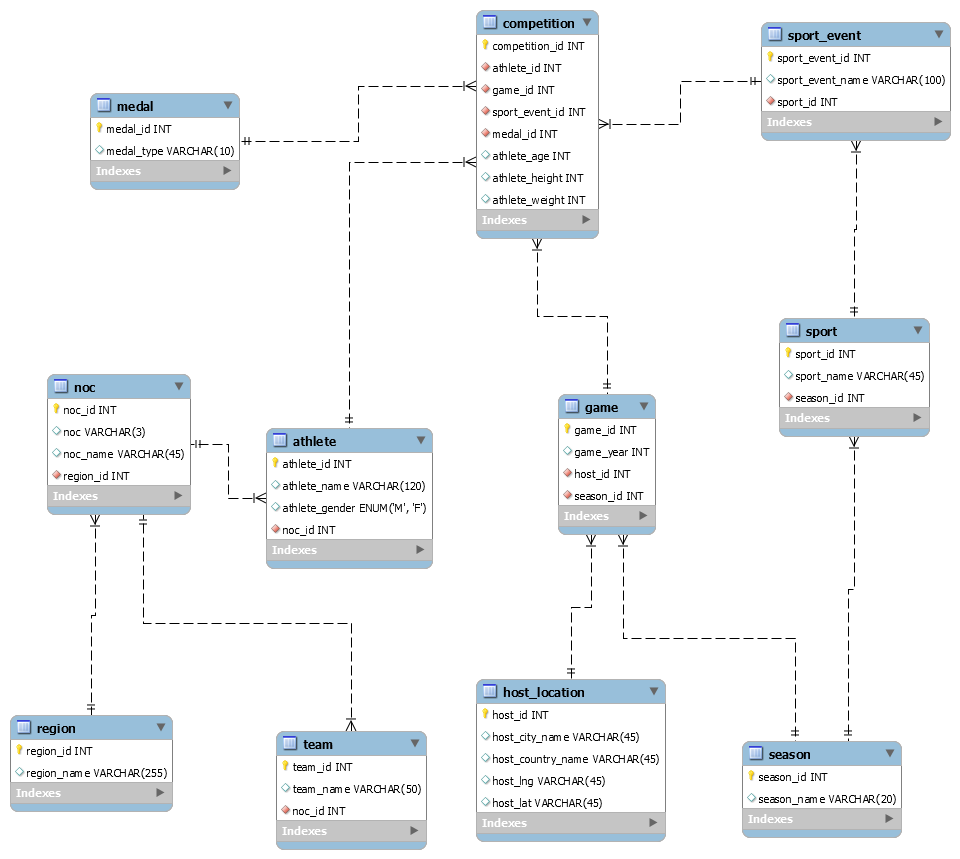 competition
competition_id INT
athlete_id INT
game_id INT
sport_event_id INT
medal_id INT
athlete_age INT
athlete_height INT
athlete_weight INT
Indexes
sport_event
sport_event_id INT
sport_event_name VARCHAR(100)
sport_id INT
Indexes
medal
medal_id INT
medal_type VARCHAR(10)
Indexes
sport
sport_id INT
sport_name VARCHAR(45)
season_id INT
Indexes
noc
noc_id INT
noc VARCHAR(3)
noc_name VARCHAR(45)
region_id INT
Indexes
athlete
athlete_id INT
athlete_name VARCHAR(120)
athlete_gender ENUM('M', 'F')
noc_id INT
Indexes
game
game_id INT
game_year INT
host_id INT
season_id INT
Indexes
host_location
host_id INT
host_city_name VARCHAR(45)
host_country_name VARCHAR(45)
host_lng VARCHAR(45)
host_lat VARCHAR(45)
Indexes
region
region_id INT
region_name VARCHAR(255)
Indexes
team
team_id INT
team_name VARCHAR(50)
noc_id INT
Indexes
season
season_id INT
season_name VARCHAR(20)
Indexes